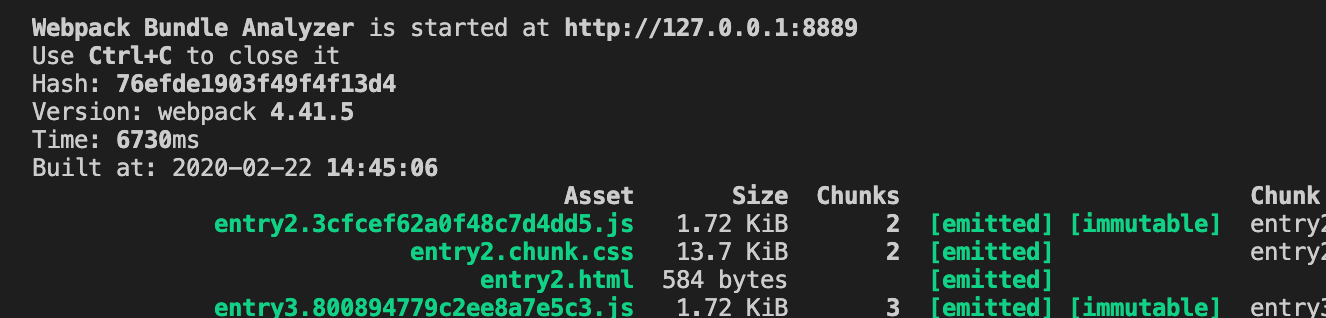 Webpack Bundle Analyzer is started at http://127.0.0.1:8889
Use Ctrl+C to close it
Hash: 76efde1903f49f4f13d4
Version: webpack 4.41.5
Time: 6730ms
Built at: 2020-02-22 14:45:06
Asset Size Chunks Chunk
entry2.3cfcef62a0f48c7d4dd5.js 1.72 KiB 2 [emitted] [immutable] entry2
entry2.chunk.css 13.7 KiB 2 [emitted] entry2
entry2.html 584 bytes [emitted]
entry3.800894779c2ee8a7e5c3.js 1.72 KiB 3 [emitted] [immutable] entry3